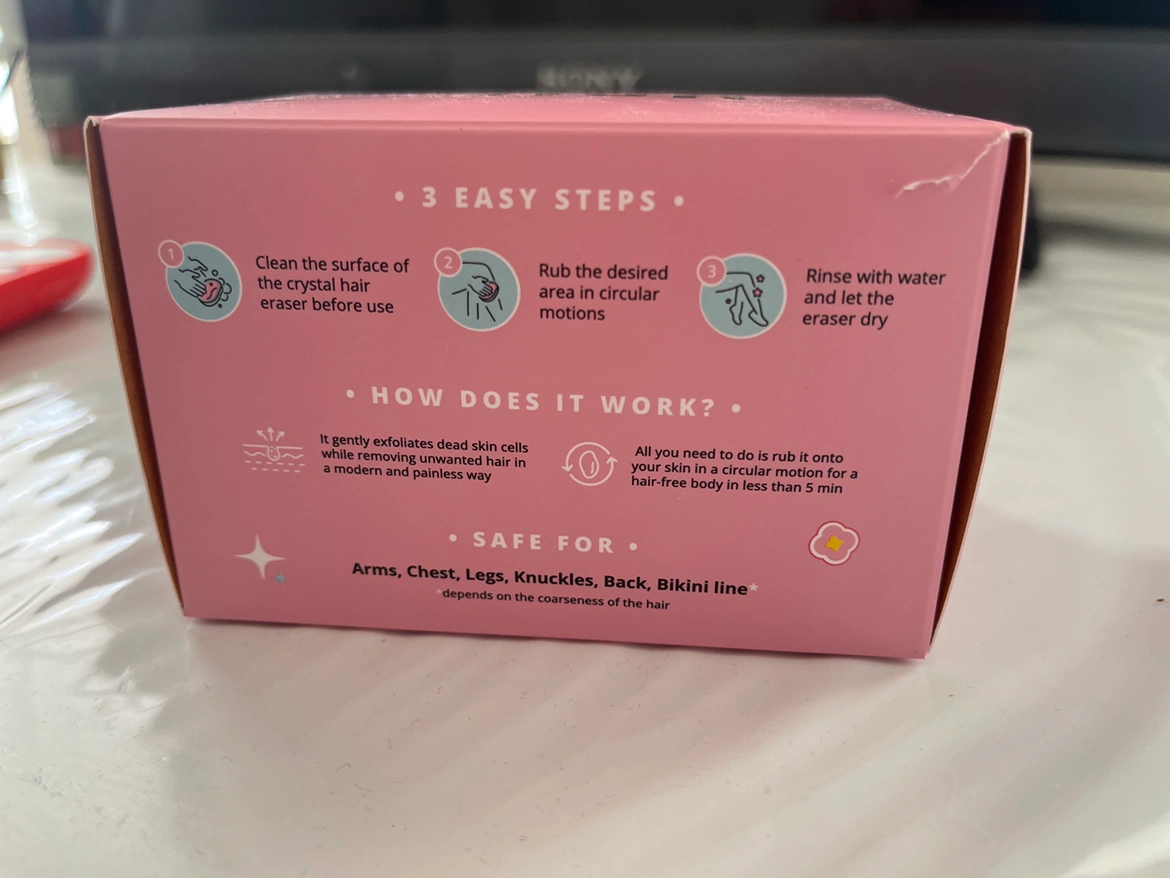 SONY
• 3 EASY STEPS •
1
Clean the surface of
the crystal hair
eraser before use
2
Rub the desired
area in circular
motions
3
Rinse with water
and let the
eraser dry
• HOW DOES IT WORK? •
It gently exfoliates dead skin cells
while removing unwanted hair in
a modern and painless way
All you need to do is rub it onto
your skin in a circular motion for a
hair-free body in less than 5 min
• SAFE FOR •
Arms, Chest, Legs, Knuckles, Back, Bikini line*
*depends on the coarseness of the hair